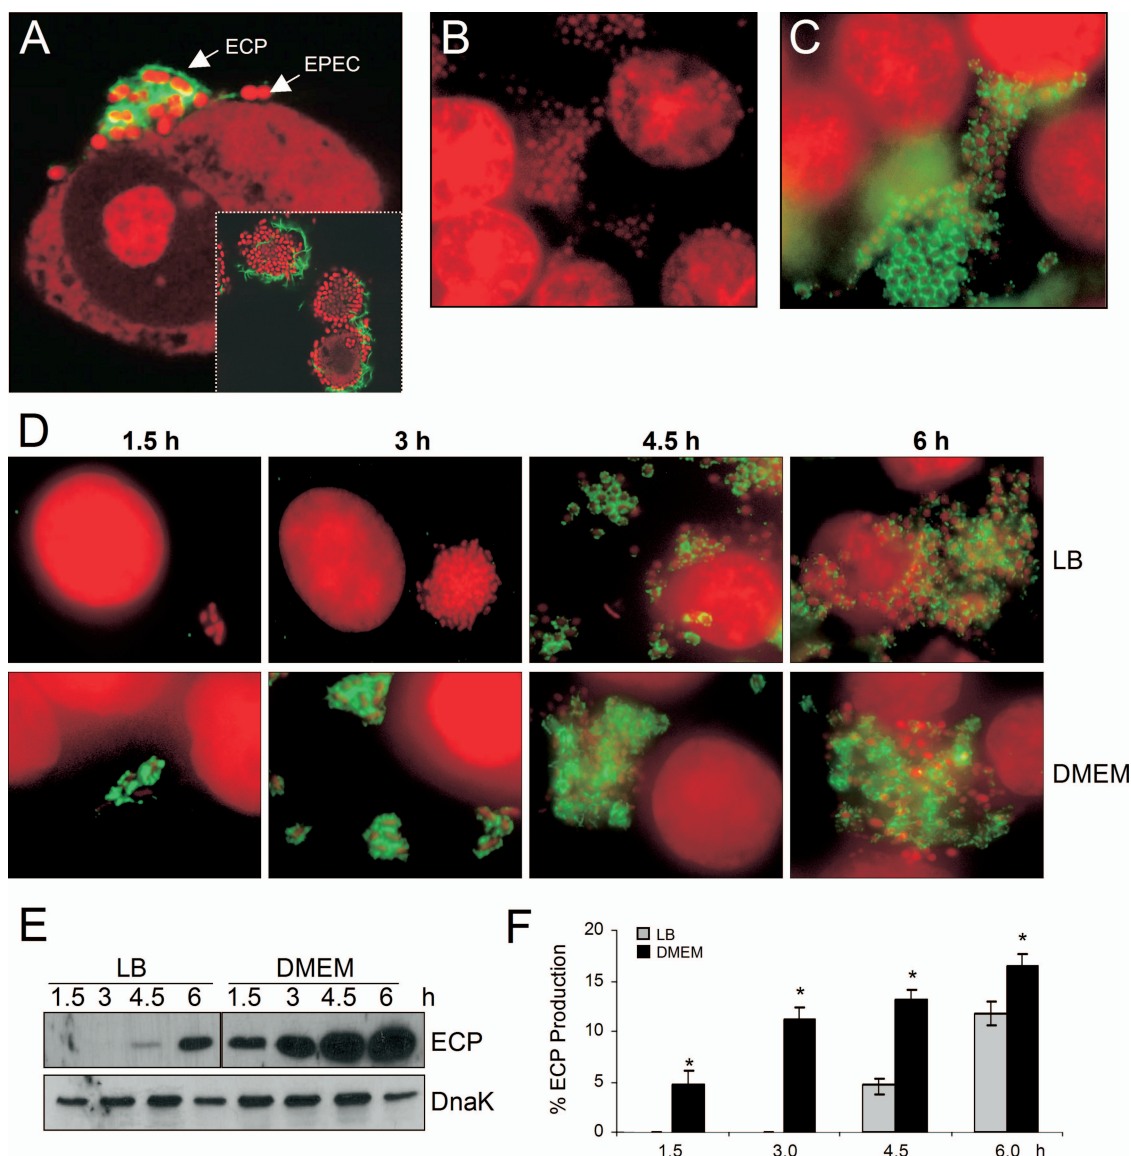 A
ECP
EPEC
B
C
D
1.5 h
3 h
4.5 h
6 h
LB
DMEM
E
LB
DMEM
1.5 3 4.5 6 1.5 3 4.5 6 h
ECP
DnaK
F
% ECP Production
20
15
10
5
0
LB
DMEM
*
*
*
*
1.5
3.0
4.5
6.0 h